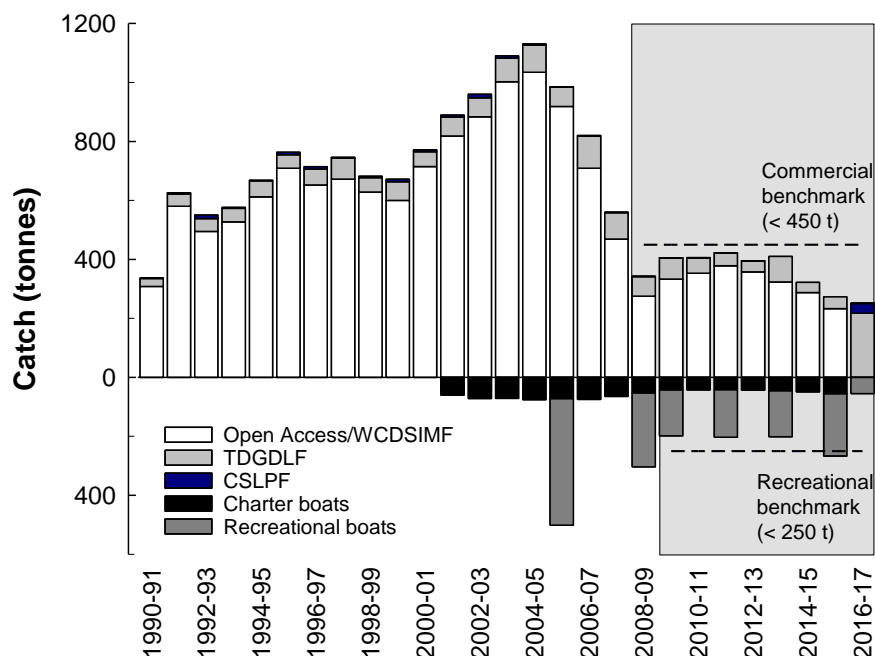 1200
800
400
0
400
Catch (tonnes)
Commercial
benchmark
(< 450 t)
Open Access/WCDSIMF
TDGDLF
CSLPF
Charter boats
Recreational boats
Recreational
benchmark
(< 250 t)
1990-91
1992-93
1994-95
1996-97
1998-99
2000-01
2002-03
2004-05
2006-07
2008-09
2010-11
2012-13
2014-15
2016-17